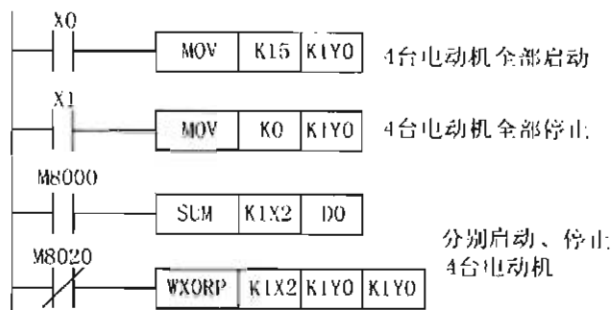 X0
MOV K15 K1Y0 4台电动机全部启动
X1
MOV K0 K1Y0 4台电动机全部停止
M8000
SUM K1X2 D0
分别启动、停止
4台电动机
M8020
WXORP K1X2 K1Y0 K1Y0